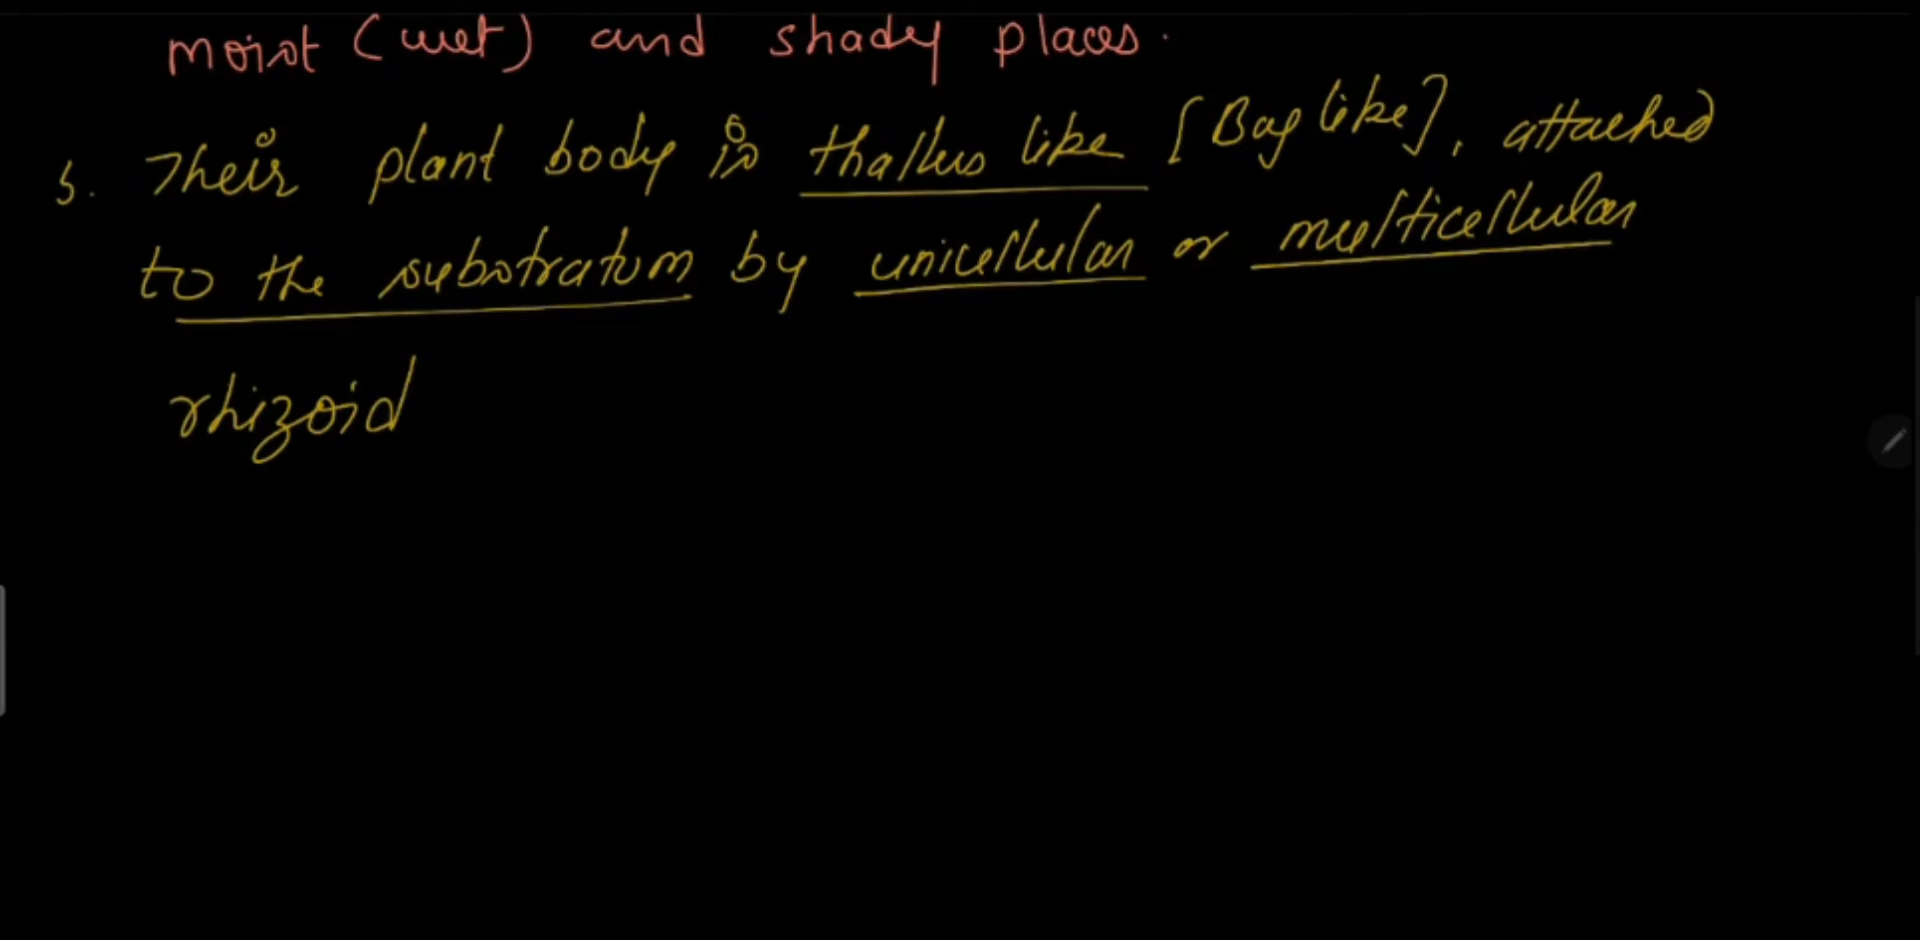 moist (wet) and shady places.
5. Their plant body is thallus like [Bag like], attached
to the substratum by unicellular or multicellular
rhizoid